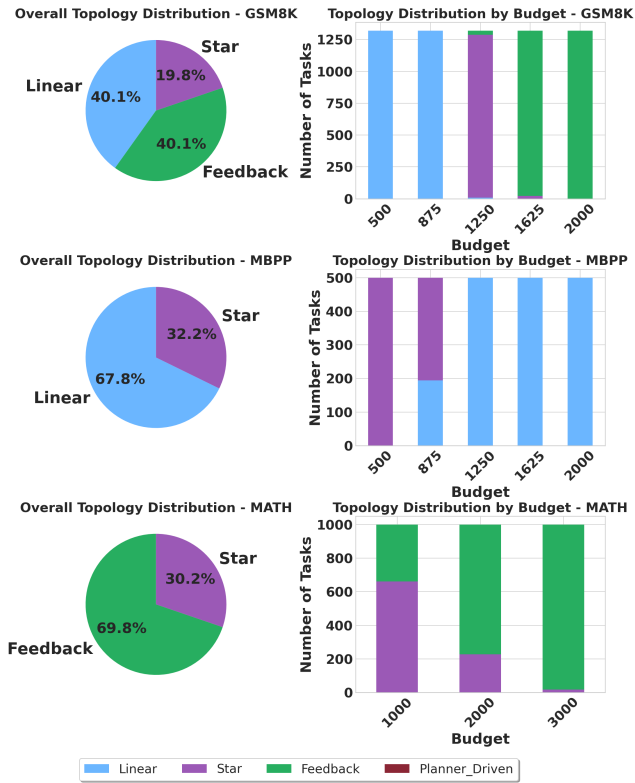 Overall Topology Distribution - GSM8K
Star
19.8%
Linear
40.1%
40.1%
Feedback
Topology Distribution by Budget - GSM8K
Number of Tasks
1250
1000
750
500
250
0
500
875
1250
1625
2000
Budget
Overall Topology Distribution - MBPP
Star
32.2%
67.8%
Linear
Topology Distribution by Budget - MBPP
Number of Tasks
500
400
300
200
100
0
500
875
1250
1625
2000
Budget
Overall Topology Distribution - MATH
Star
30.2%
69.8%
Feedback
Topology Distribution by Budget - MATH
Number of Tasks
1000
800
600
400
200
0
1000
2000
3000
Budget
Linear
Star
Feedback
Planner_Driven